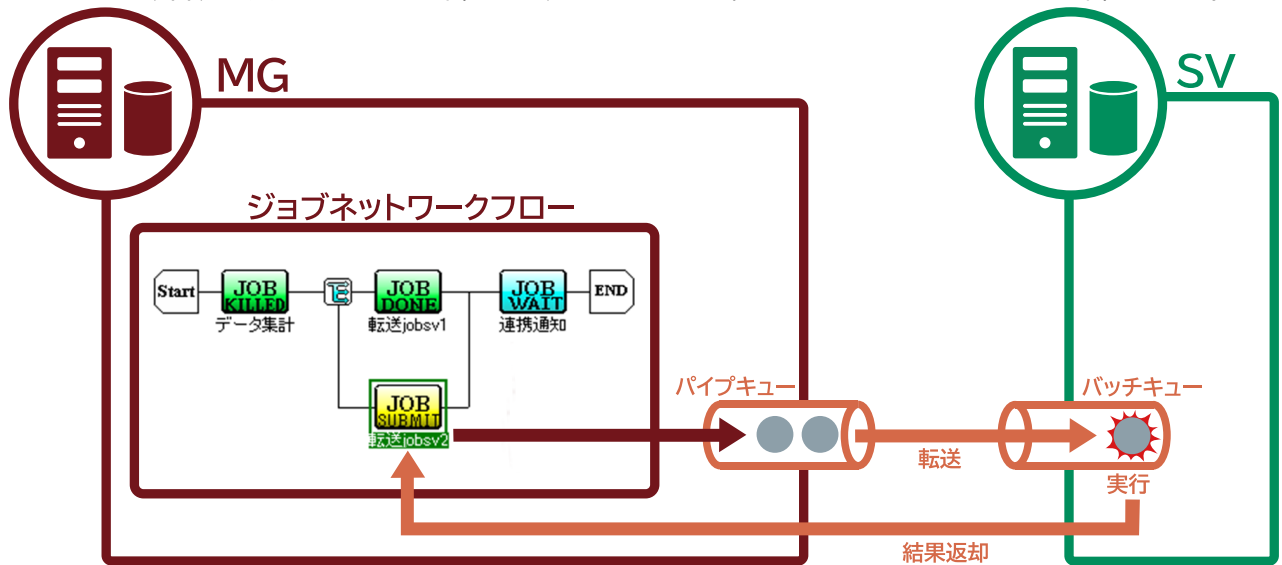 MG
SV
ジョブネットワークフロー
Start
JOB
KILLED
データ集計
JOB
DONE
転送jobsv1
JOB
WAIT
連携通知
END
JOB
SUBMIT
転送jobsv2
パイプキュー
転送
バッチキュー
実行
結果返却